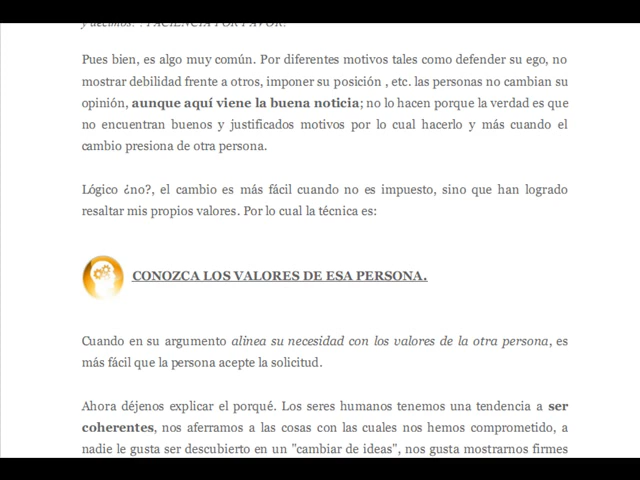 y decimos: : PACIENCIA POR FAVOR!
Pues bien, es algo muy común. Por diferentes motivos tales como defender su ego, no
mostrar debilidad frente a otros, imponer su posición , etc. las personas no cambian su
opinión, aunque aquí viene la buena noticia; no lo hacen porque la verdad es que
no encuentran buenos y justificados motivos por lo cual hacerlo y más cuando el
cambio presiona de otra persona.
Lógico ¿no?, el cambio es más fácil cuando no es impuesto, sino que han logrado
resaltar mis propios valores. Por lo cual la técnica es:
CONOZCA LOS VALORES DE ESA PERSONA.
Cuando en su argumento alinea su necesidad con los valores de la otra persona, es
más fácil que la persona acepte la solicitud.
Ahora déjenos explicar el porqué. Los seres humanos tenemos una tendencia a ser
coherentes, nos aferramos a las cosas con las cuales nos hemos comprometido, a
nadie le gusta ser descubierto en un "cambiar de ideas", nos gusta mostrarnos firmes